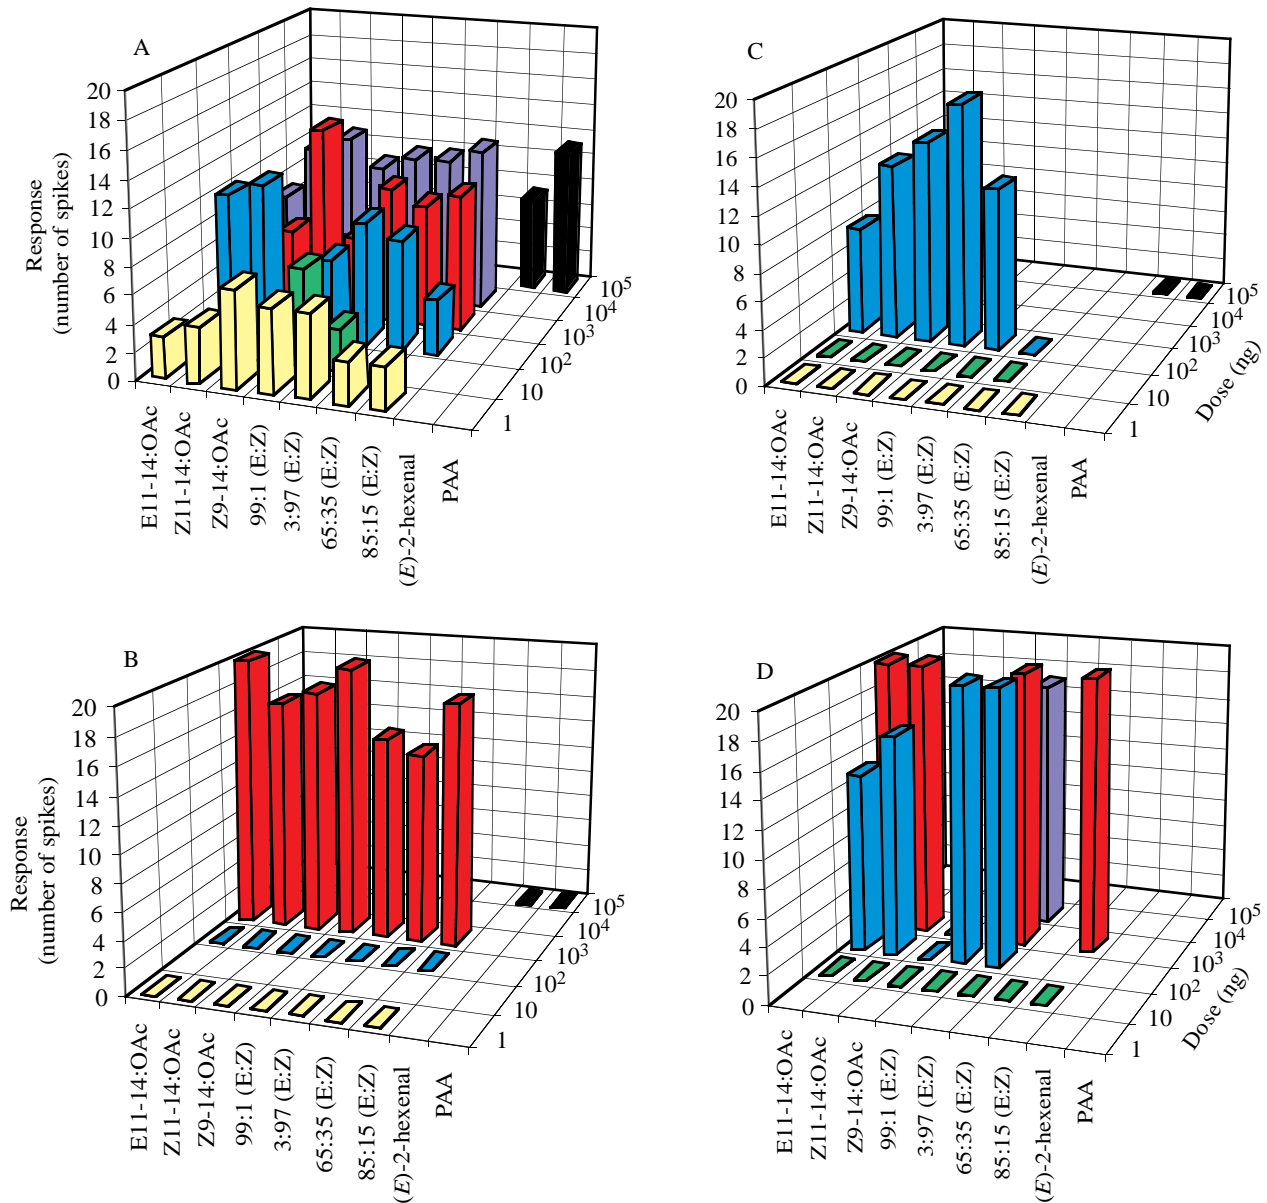 A
Response
(number of spikes)
20
18
16
14
12
10
8
6
4
2
0
10⁵
10⁴
10³
10²
10
1
E11-14:OAc
Z11-14:OAc
Z9-14:OAc
99:1 (E:Z)
3:97 (E:Z)
65:35 (E:Z)
85:15 (E:Z)
(E)-2-hexenal
PAA
C
20
18
16
14
12
10
8
6
4
2
0
10⁵
10⁴
10³
10²
10
1
Dose (ng)
E11-14:OAc
Z11-14:OAc
Z9-14:OAc
99:1 (E:Z)
3:97 (E:Z)
65:35 (E:Z)
85:15 (E:Z)
(E)-2-hexenal
PAA
B
Response
(number of spikes)
20
18
16
14
12
10
8
6
4
2
0
10⁵
10⁴
10³
10²
10
1
E11-14:OAc
Z11-14:OAc
Z9-14:OAc
99:1 (E:Z)
3:97 (E:Z)
65:35 (E:Z)
85:15 (E:Z)
(E)-2-hexenal
PAA
D
20
18
16
14
12
10
8
6
4
2
0
10⁵
10⁴
10³
10²
10
1
Dose (ng)
E11-14:OAc
Z11-14:OAc
Z9-14:OAc
99:1 (E:Z)
3:97 (E:Z)
65:35 (E:Z)
85:15 (E:Z)
(E)-2-hexenal
PAA